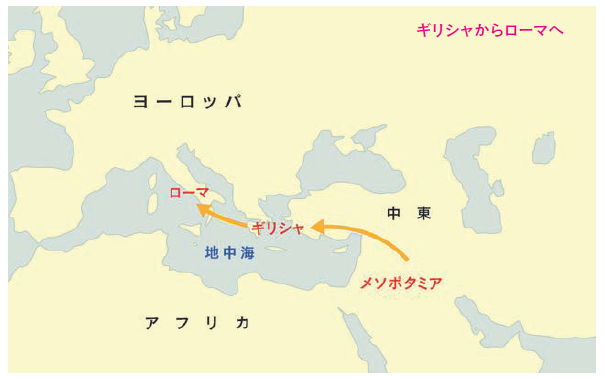 ギリシャからローマへ
ヨーロッパ
ローマ
ギリシャ
中東
地中海
メソポタミア
アフリカ